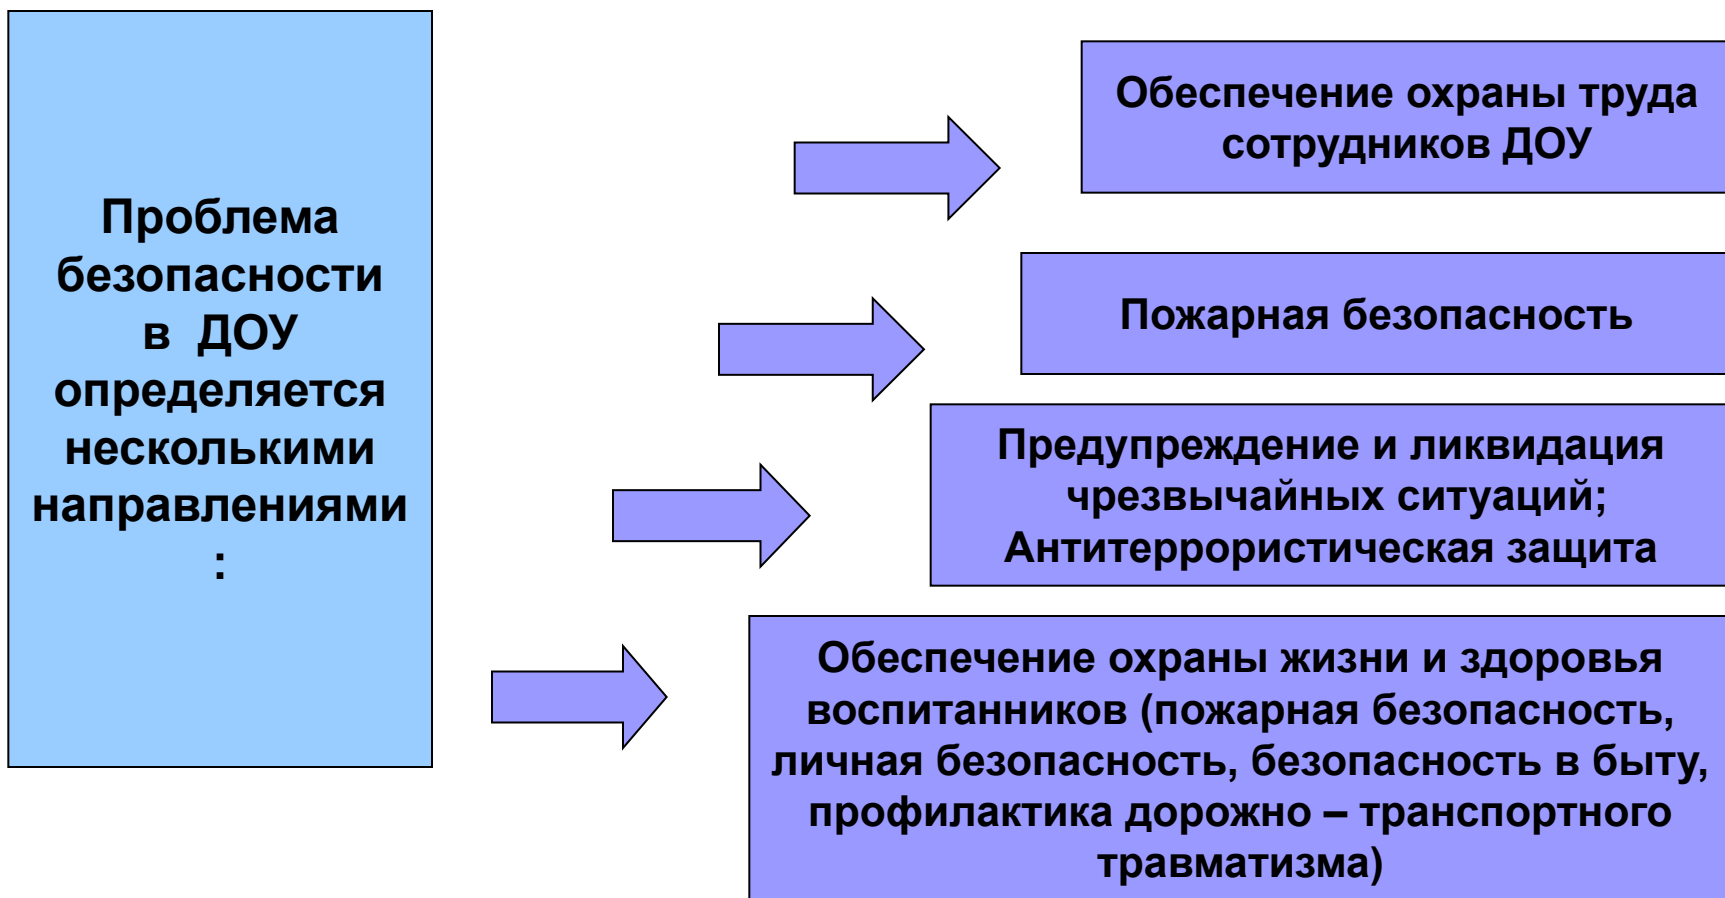 Проблема
безопасности
в ДОУ
определяется
несколькими
направлениями
:
Обеспечение охраны труда
сотрудников ДОУ
Пожарная безопасность
Предупреждение и ликвидация
чрезвычайных ситуаций;
Антитеррористическая защита
Обеспечение охраны жизни и здоровья
воспитанников (пожарная безопасность,
личная безопасность, безопасность в быту,
профилактика дорожно – транспортного
травматизма)